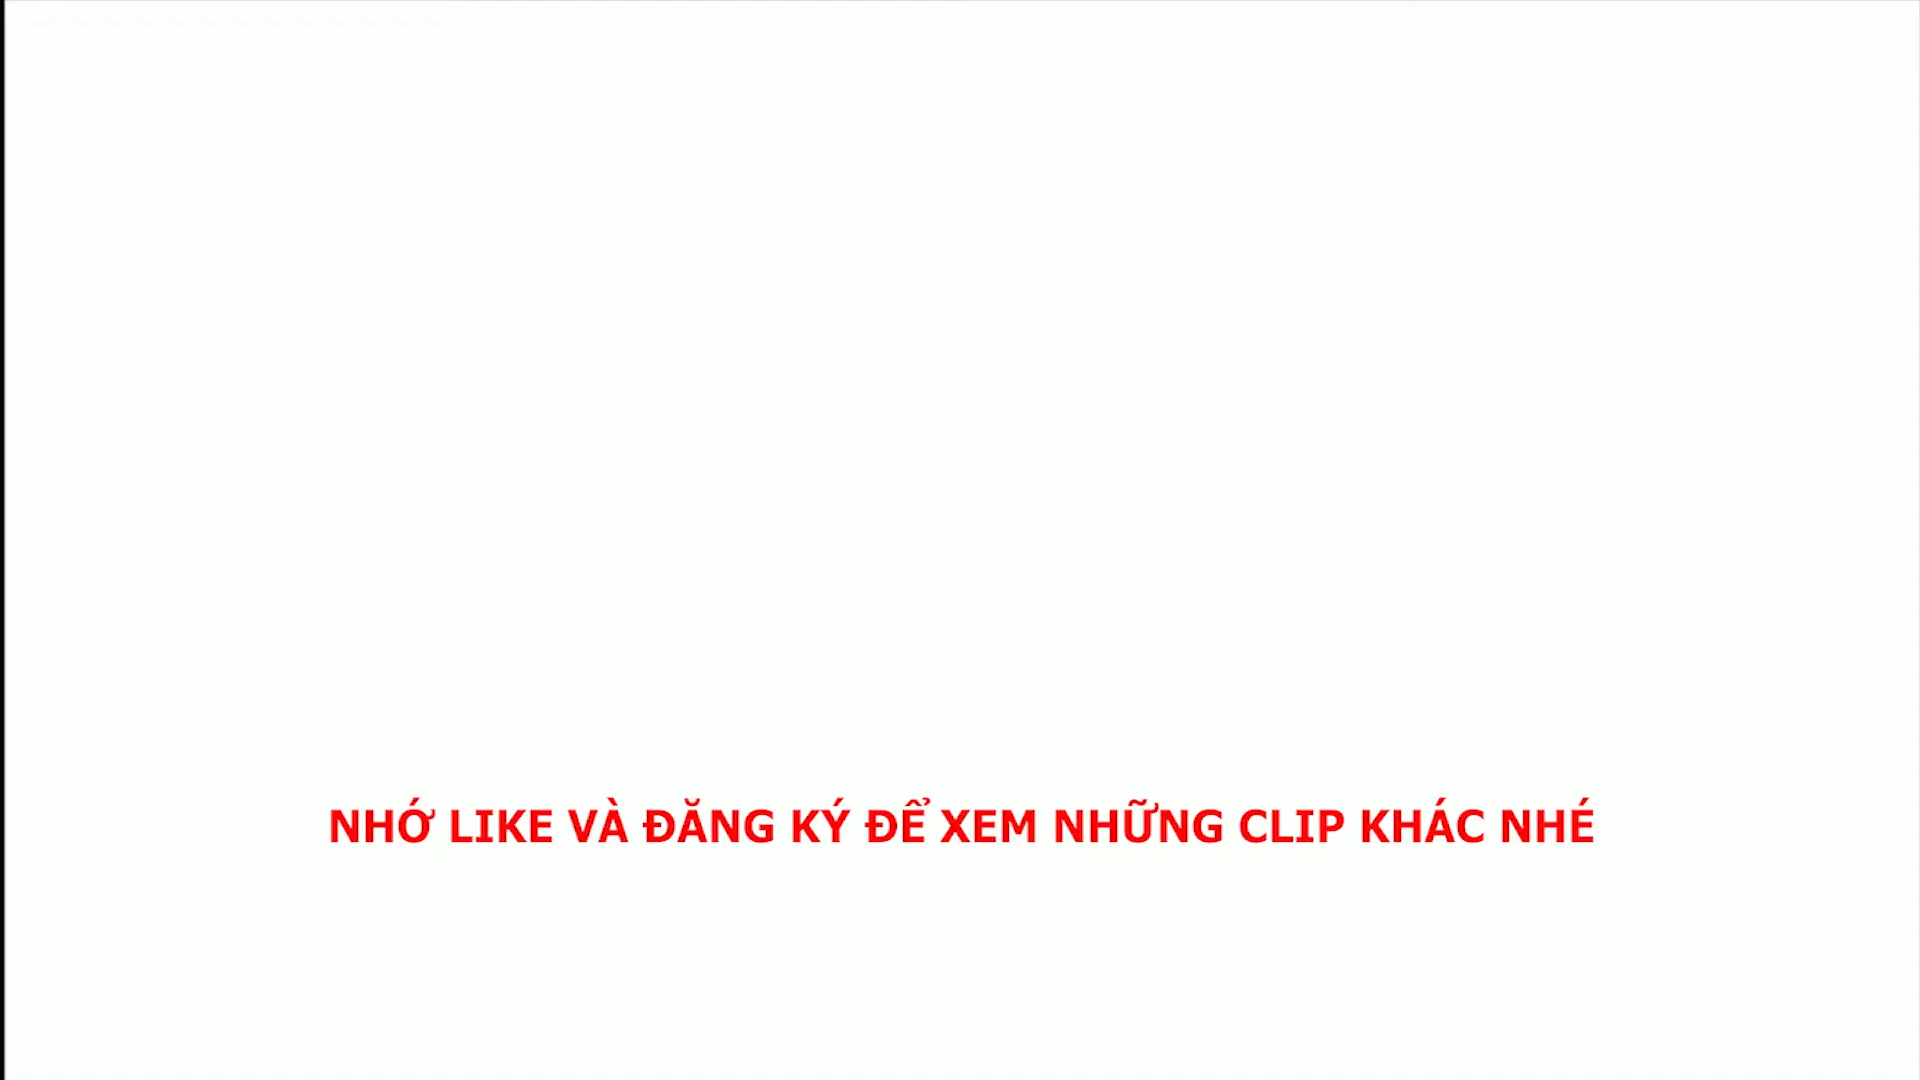 NHỚ LIKE VÀ ĐĂNG KÝ ĐỂ XEM NHỮNG CLIP KHÁC NHÉ